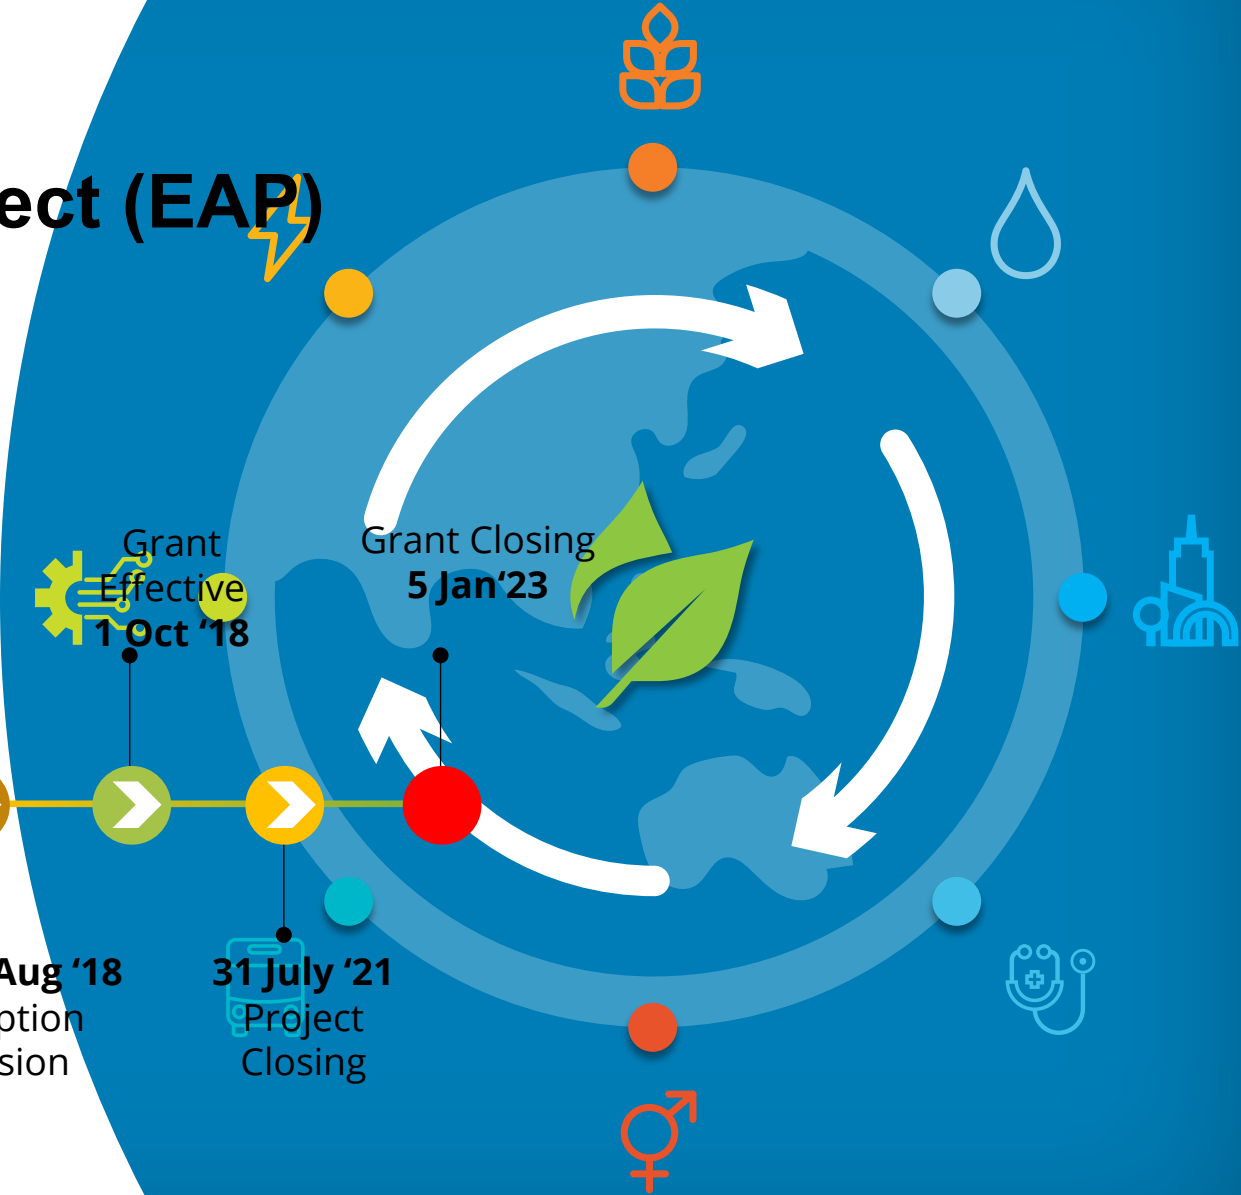 ect (EAP)
Grant
Effective
1 Oct ‘18
Grant Closing
5 Jan‘23
Aug ‘18
ption
sion
31 July ‘21
Project
Closing